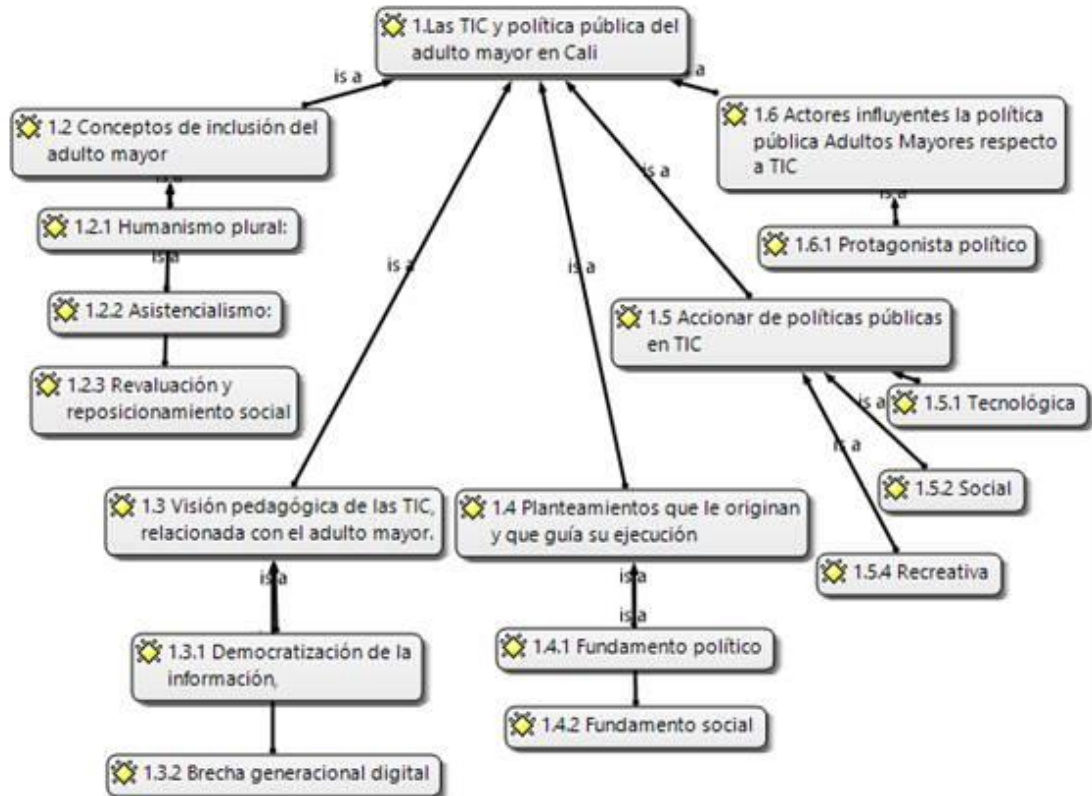 1.Las TIC y política pública del
adulto mayor en Cali
is a
a
1.2 Conceptos de inclusión del
adulto mayor
1.6 Actores influyentes la política
pública Adultos Mayores respecto
a TIC
is a
is a
is a
1.2.1 Humanismo plural:
1.6.1 Protagonista político
is a
is a
is a
1.2.2 Asistencialismo:
1.5 Accionar de políticas públicas
en TIC
1.2.3 Revaluación y
reposicionamiento social
1.5.1 Tecnológica
is a
is a
1.5.2 Social
1.3 Visión pedagógica de las TIC,
relacionada con el adulto mayor.
1.4 Planteamientos que le originan
y que guía su ejecución
1.5.4 Recreativa
is a
is a
is a
1.3.1 Democratización de la
información,
1.4.1 Fundamento político
1.4.2 Fundamento social
1.3.2 Brecha generacional digital